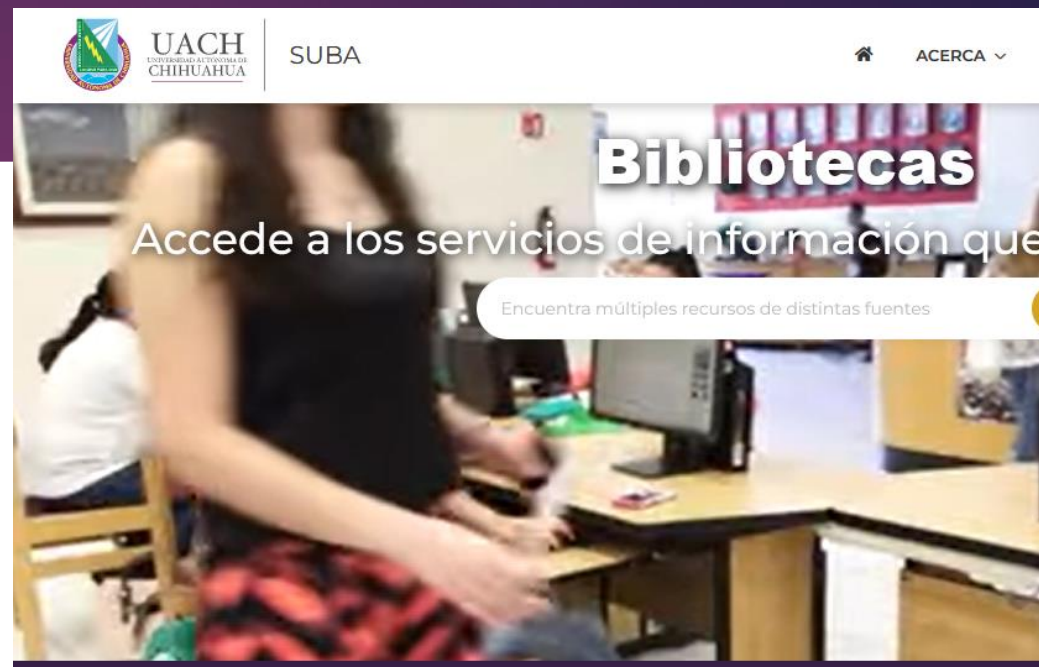 UACH
UNIVERSIDAD AUTÓNOMA DE
CHIHUAHUA
SUBA
ACERCA
Bibliotecas
Accede a los servicios de información que
Encuentra múltiples recursos de distintas fuentes